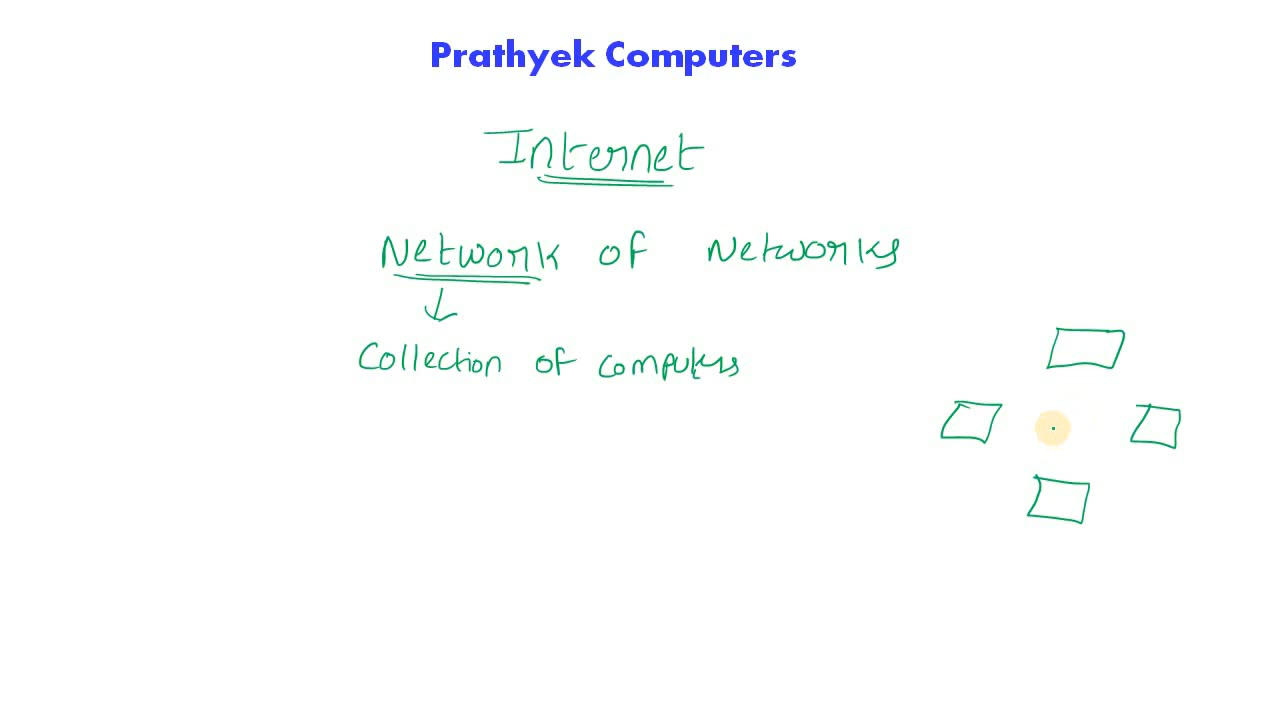 Prathyek Computers
Internet
Network of Networks
Collection of computers